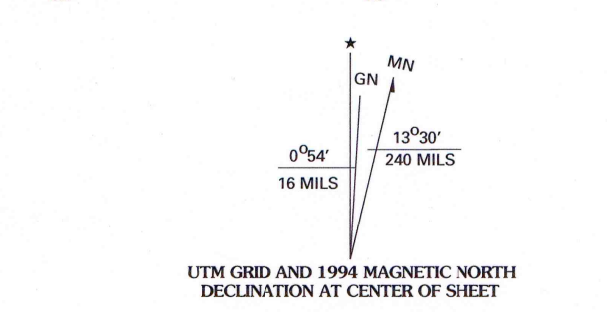 ★
MN
GN
13°30′
240 MILS
0°54′
16 MILS
UTM GRID AND 1994 MAGNETIC NORTH
DECLINATION AT CENTER OF SHEET